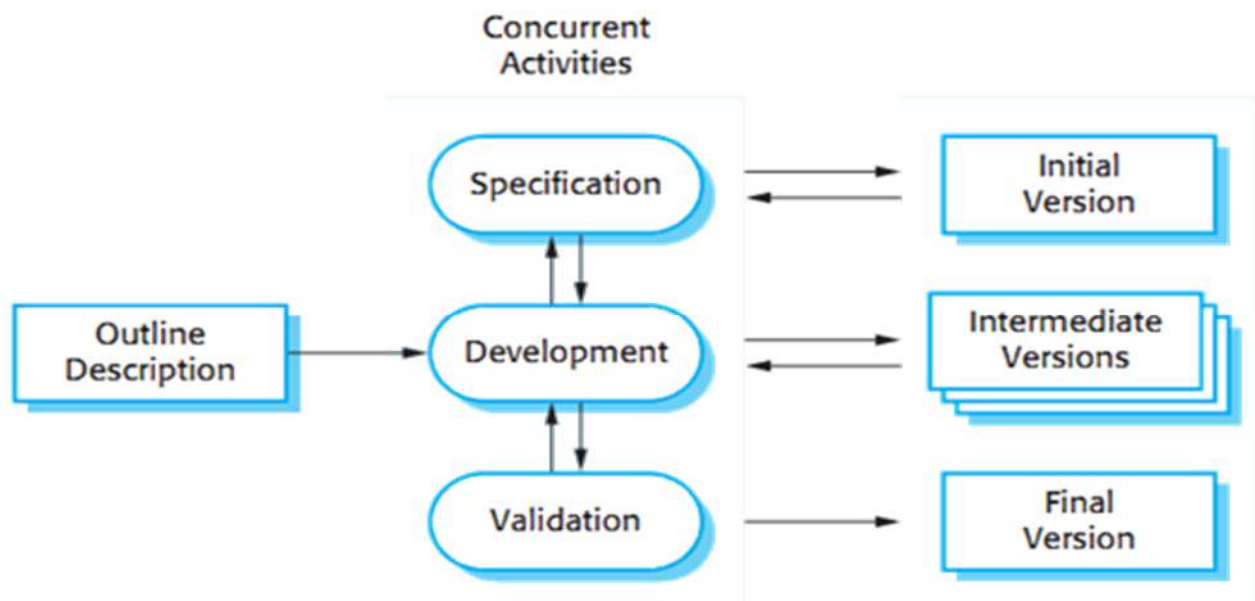 Concurrent
Activities
Specification
Initial
Version
Outline
Description
Development
Intermediate
Versions
Validation
Final
Version